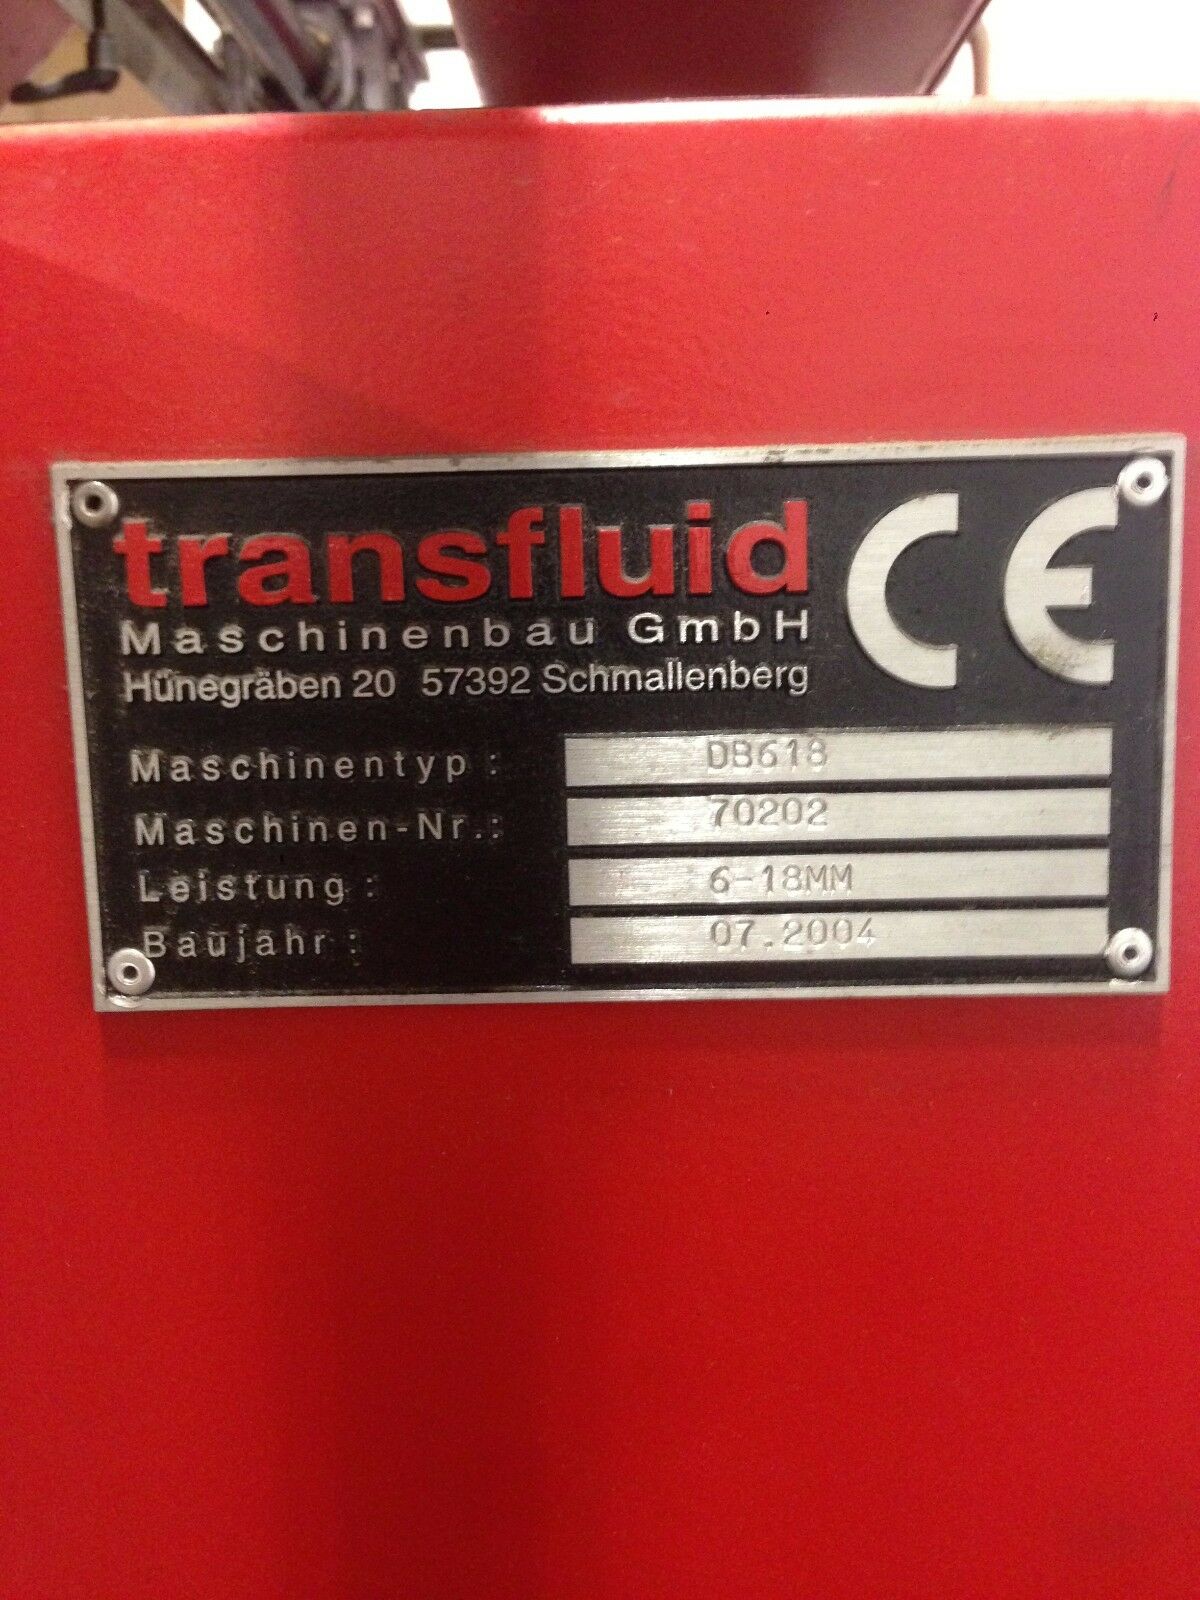 transfluid CE
Maschinenbau GmbH
Hünegräben 20 57392 Schmallenberg
Maschinentyp : DB618
Maschinen-Nr.: 70202
Leistung : 6-18MM
Baujahr : 07.2004